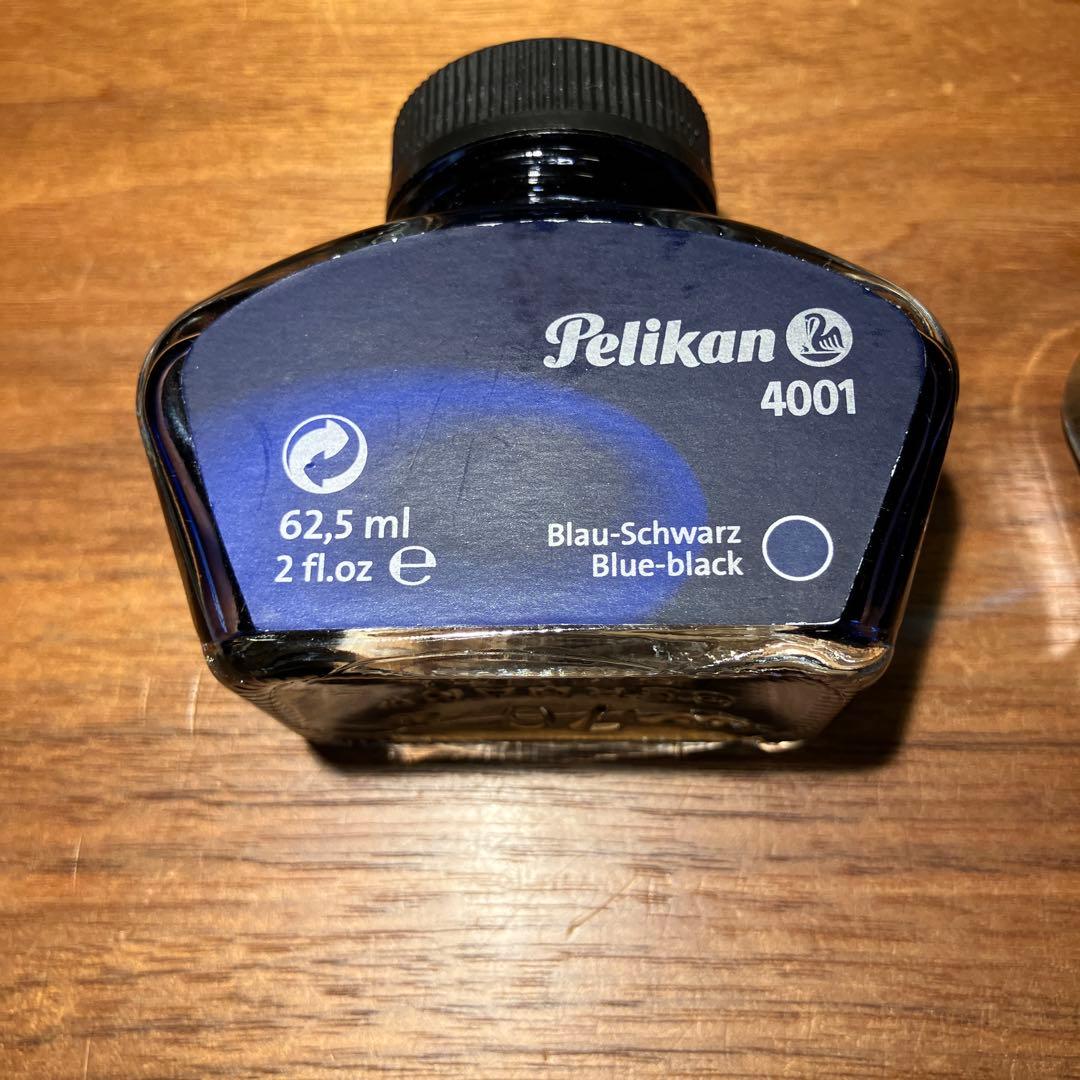 Pelikan
4001
62,5 ml
2 fl.oz ℮
Blau-Schwarz
Blue-black